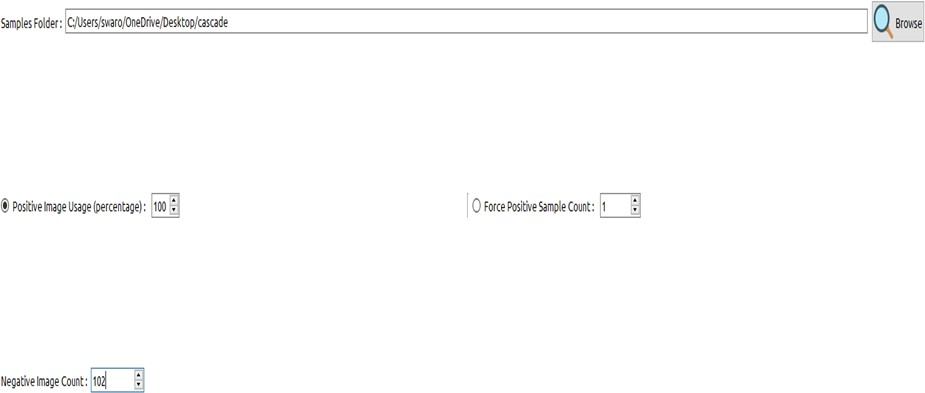 Samples Folder : C:/Users/swaro/OneDrive/Desktop/cascade Browse
Positive Image Usage (percentage) : 100 Force Positive Sample Count : 1
Negative Image Count : 102